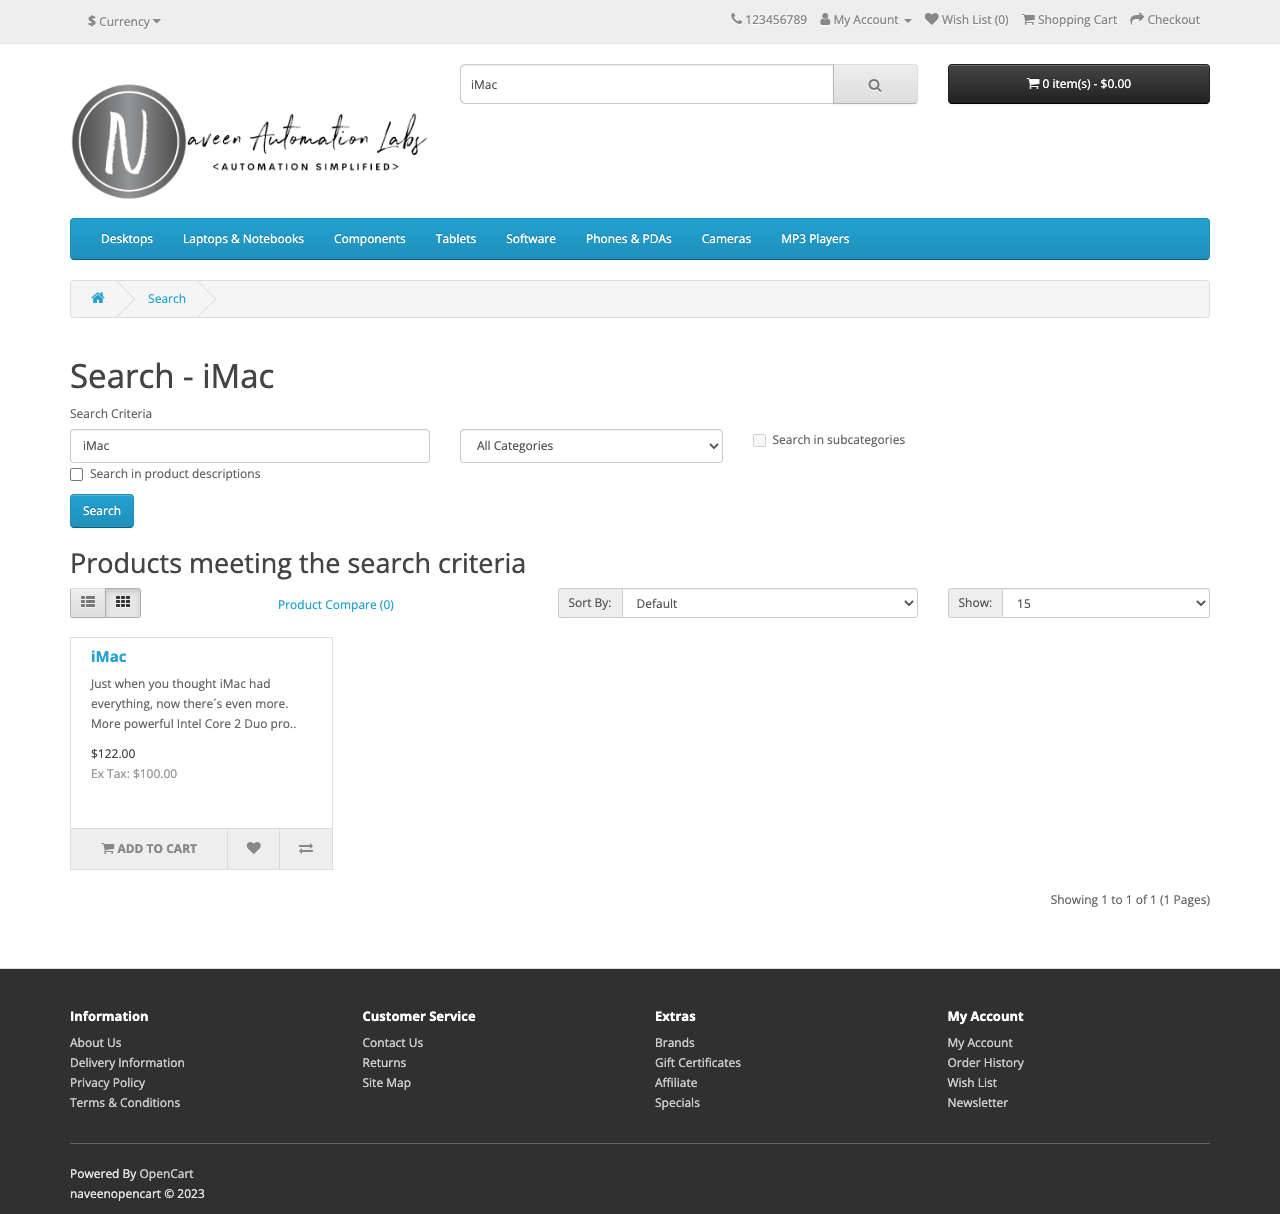 $ Currency
123456789 My Account Wish List (0) Shopping Cart Checkout
iMac
0 item(s) - $0.00
N
aveen Automation Labs
<AUTOMATION SIMPLIFIED>
Desktops Laptops & Notebooks Components Tablets Software Phones & PDAs Cameras MP3 Players
Search
Search - iMac
Search Criteria
iMac
All Categories
Search in subcategories
Search in product descriptions
Search
Products meeting the search criteria
Product Compare (0)
Sort By: Default
Show: 15
iMac
Just when you thought iMac had
everything, now there´s even more.
More powerful Intel Core 2 Duo pro..
$122.00
Ex Tax: $100.00
ADD TO CART
Showing 1 to 1 of 1 (1 Pages)
Information
About Us
Delivery Information
Privacy Policy
Terms & Conditions
Customer Service
Contact Us
Returns
Site Map
Extras
Brands
Gift Certificates
Affiliate
Specials
My Account
My Account
Order History
Wish List
Newsletter
Powered By OpenCart
naveenopencart © 2023